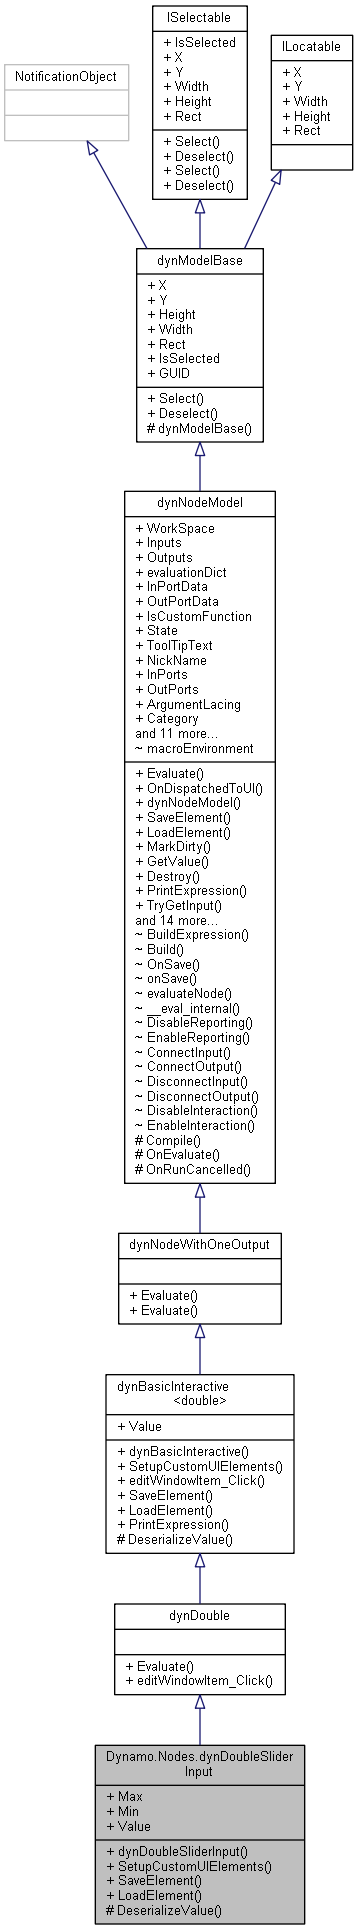 ISelectable
+ IsSelected
+ X
+ Y
+ Width
+ Height
+ Rect
+ Select()
+ Deselect()
+ Select()
+ Deselect()
ILocatable
+ X
+ Y
+ Width
+ Height
+ Rect
NotificationObject
dynModelBase
+ X
+ Y
+ Height
+ Width
+ Rect
+ IsSelected
+ GUID
+ Select()
+ Deselect()
# dynModelBase()
dynNodeModel
+ WorkSpace
+ Inputs
+ Outputs
+ evaluationDict
+ InPortData
+ OutPortData
+ IsCustomFunction
+ State
+ ToolTipText
+ NickName
+ InPorts
+ OutPorts
+ ArgumentLacing
+ Category
and 11 more...
~ macroEnvironment
+ Evaluate()
+ OnDispatchedToUI()
+ dynNodeModel()
+ SaveElement()
+ LoadElement()
+ MarkDirty()
+ GetValue()
+ Destroy()
+ PrintExpression()
+ TryGetInput()
and 14 more...
~ BuildExpression()
~ Build()
~ OnSave()
~ onSave()
~ evaluateNode()
~ __eval_internal()
~ DisableReporting()
~ EnableReporting()
~ ConnectInput()
~ ConnectOutput()
~ DisconnectInput()
~ DisconnectOutput()
~ DisableInteraction()
~ EnableInteraction()
# Compile()
# OnEvaluate()
# OnRunCancelled()
dynNodeWithOneOutput
+ Evaluate()
+ Evaluate()
dynBasicInteractive
<double>
+ Value
+ dynBasicInteractive()
+ SetupCustomUIElements()
+ editWindowItem_Click()
+ SaveElement()
+ LoadElement()
+ PrintExpression()
# DeserializeValue()
dynDouble
+ Evaluate()
+ editWindowItem_Click()
Dynamo.Nodes.dynDoubleSlider
Input
+ Max
+ Min
+ Value
+ dynDoubleSliderInput()
+ SetupCustomUIElements()
+ SaveElement()
+ LoadElement()
# DeserializeValue()